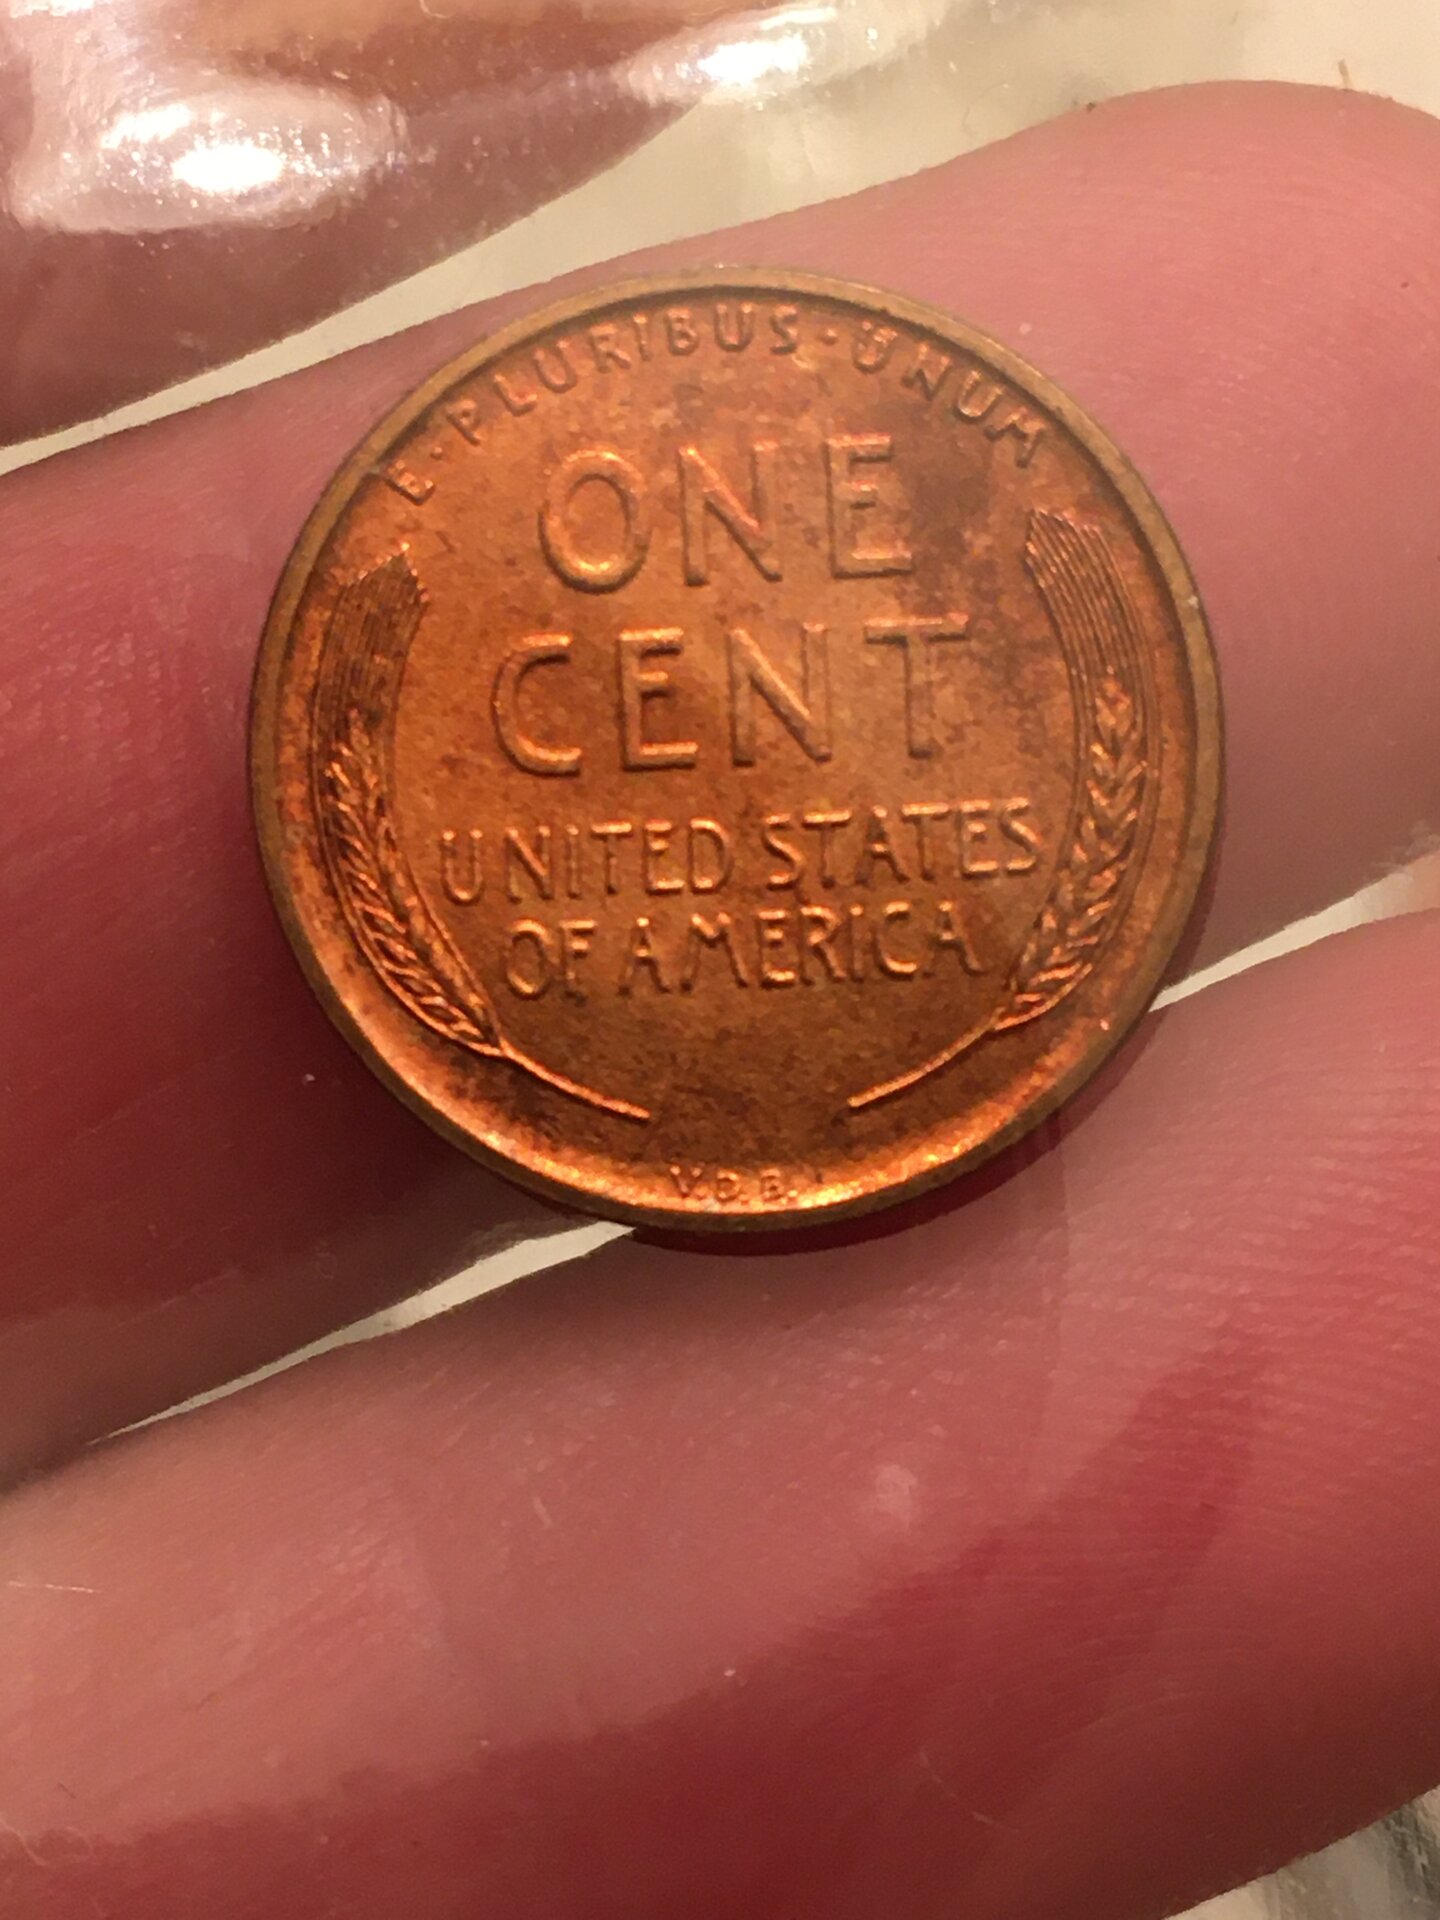 E·PLURIBUS·UNUM
ONE
CENT
UNITED STATES
OF AMERICA
V.D.B.